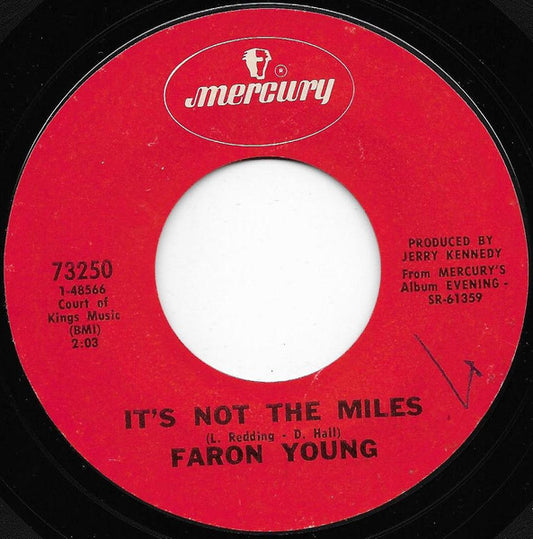 mercury
®
73250
1-48566
Court of
Kings Music
(BMI)
2:03
PRODUCED BY
JERRY KENNEDY
From MERCURY'S
Album EVENING -
SR-61359
IT'S NOT THE MILES
(L. Redding - D. Hall)
FARON YOUNG